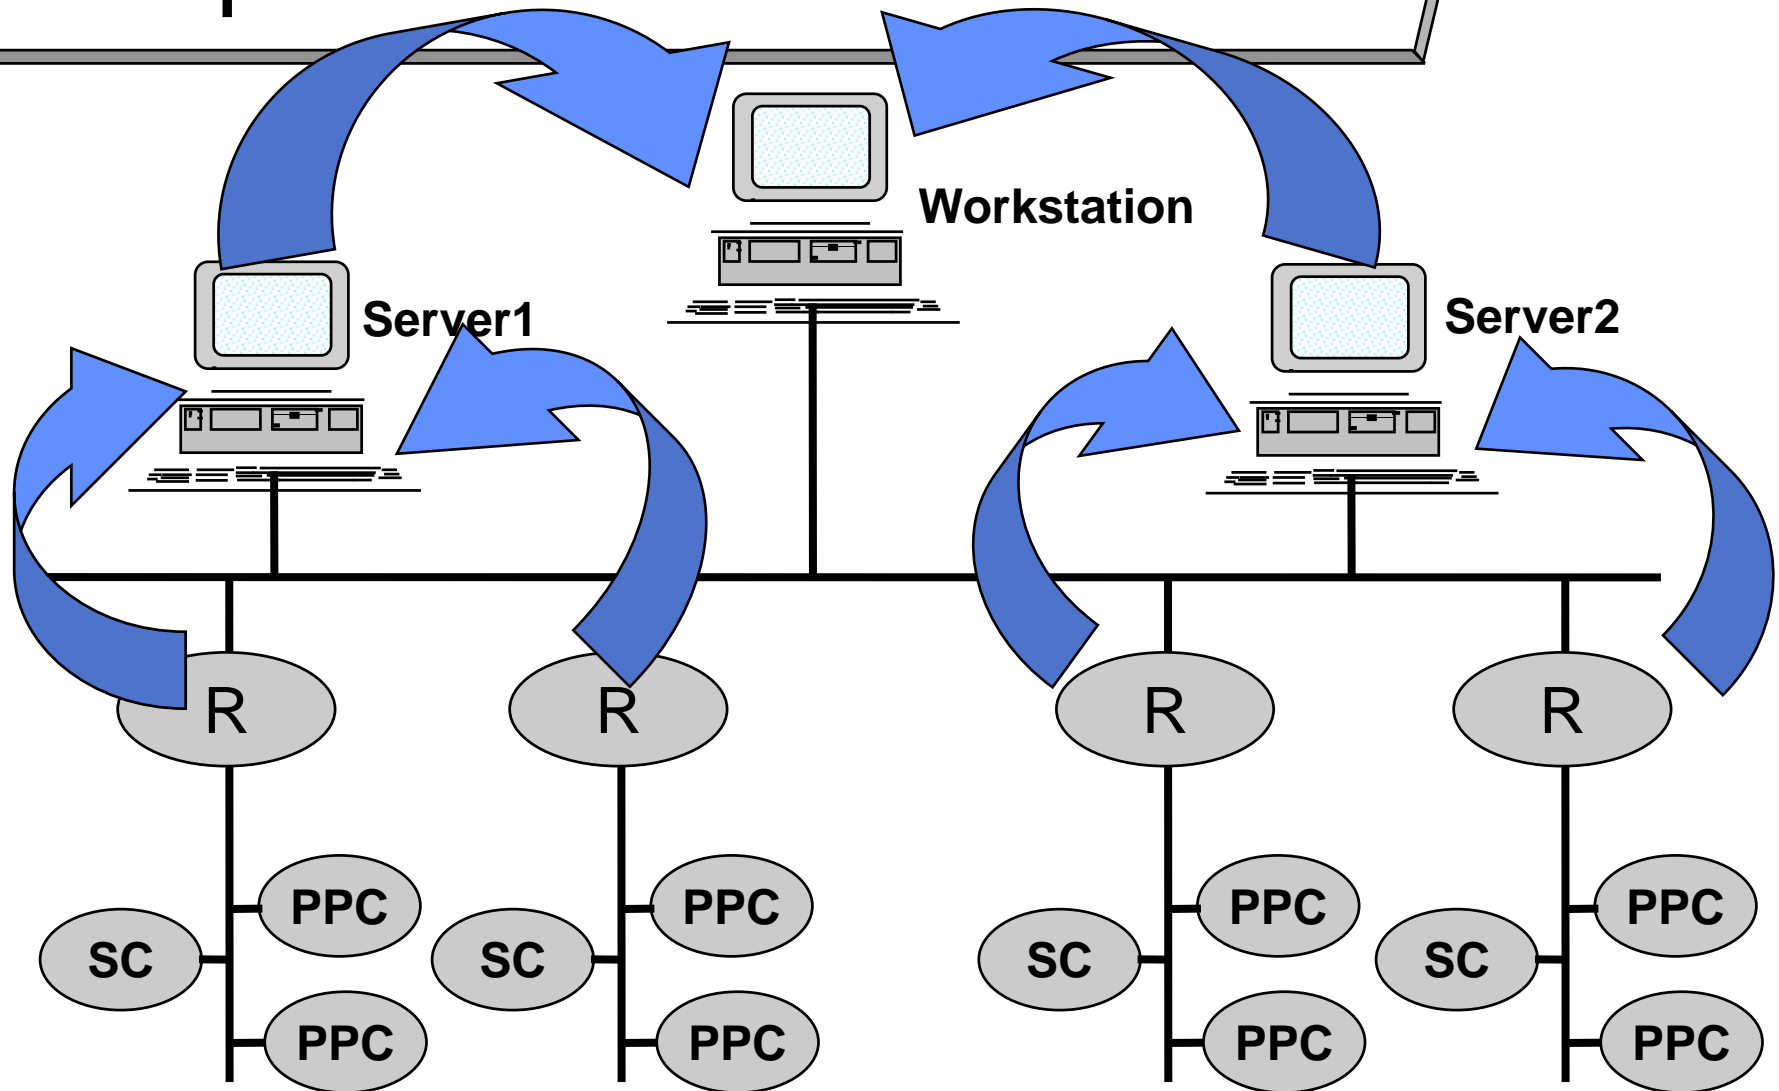 Workstation
Server1
Server2
R R R R
PPC PPC PPC PPC
SC SC SC SC
PPC PPC PPC PPC